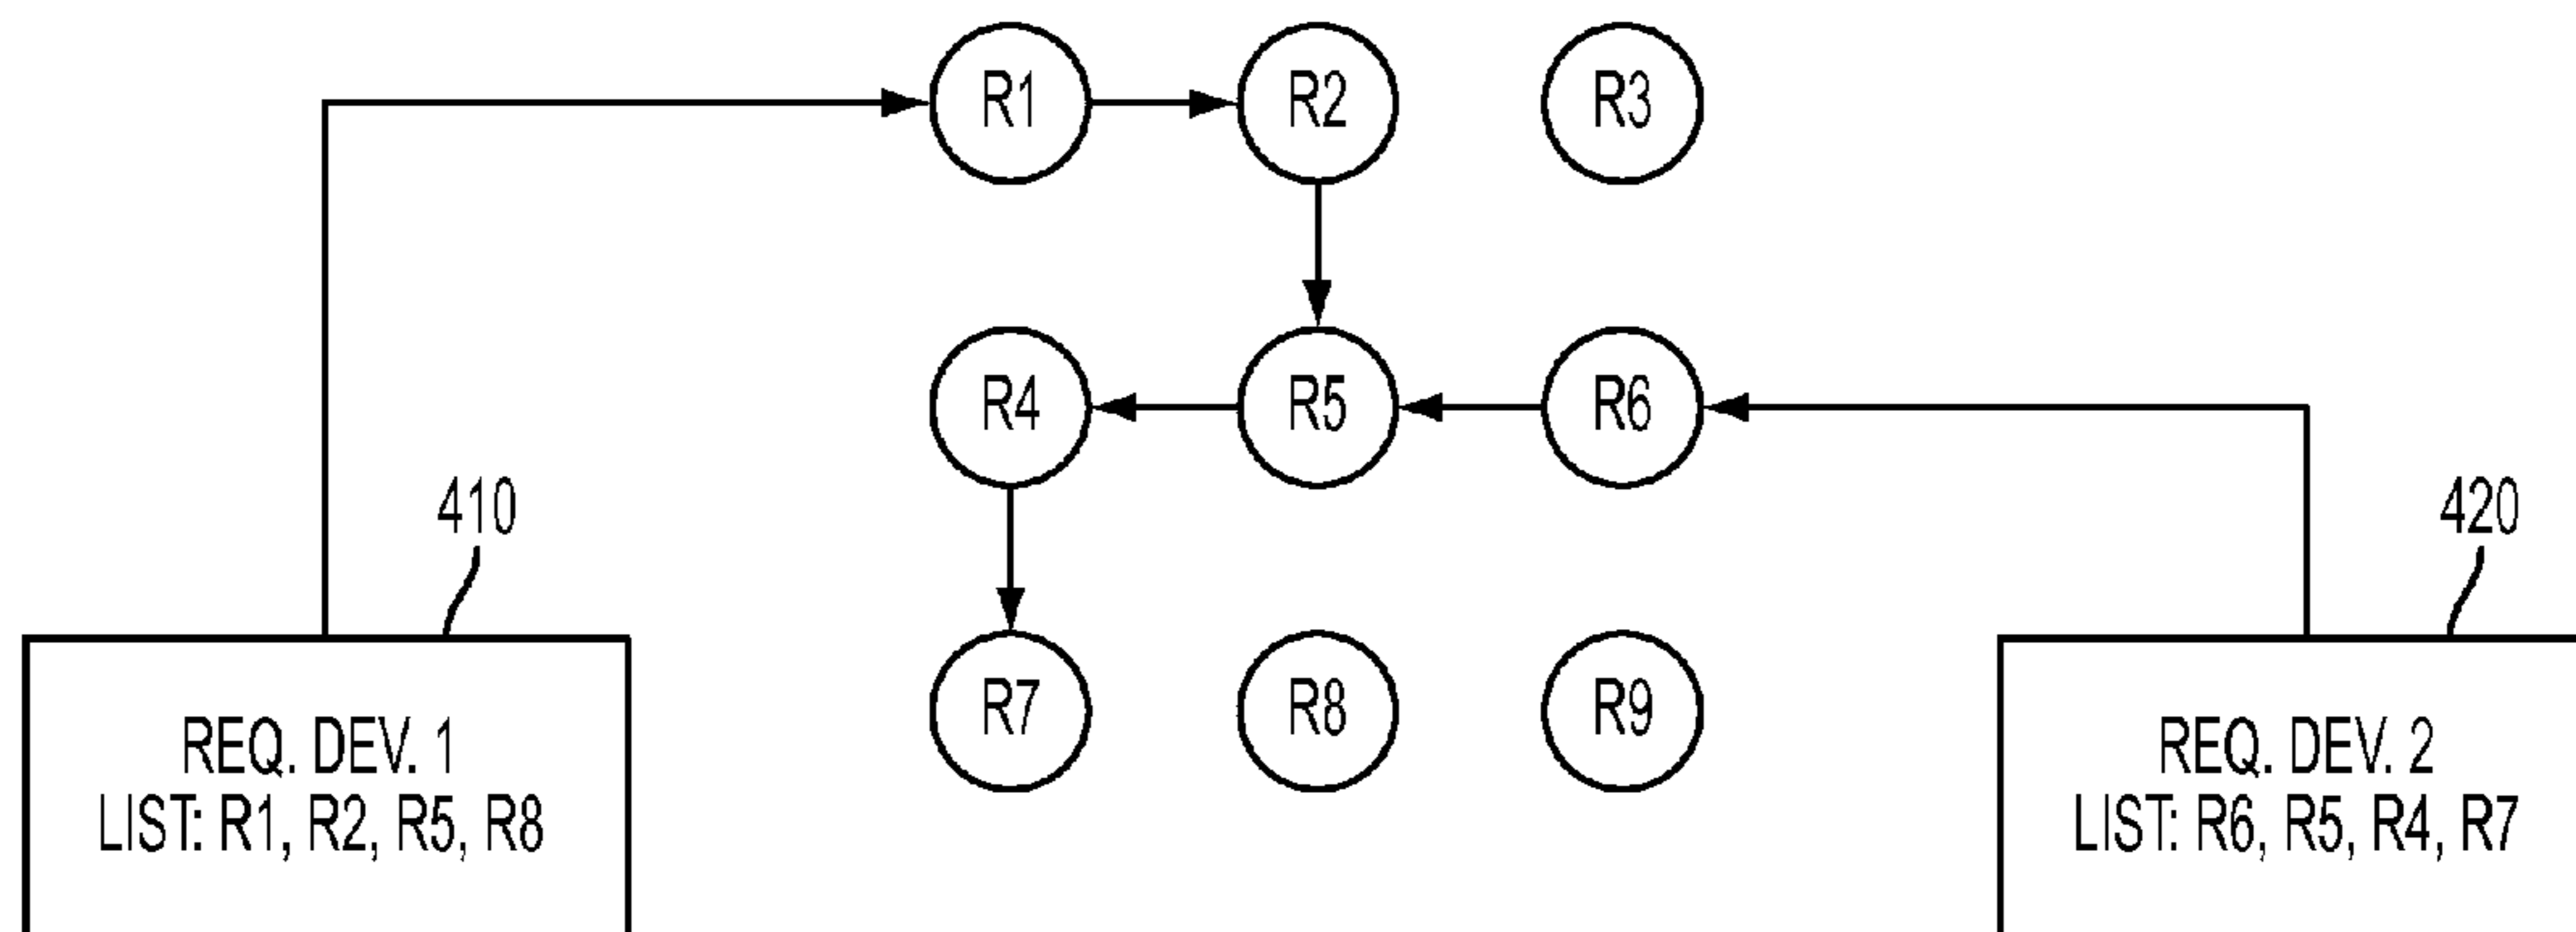 R1
R2
R3
R4
R5
R6
410
420
R7
R8
R9
REQ. DEV. 1
LIST: R1, R2, R5, R8
REQ. DEV. 2
LIST: R6, R5, R4, R7